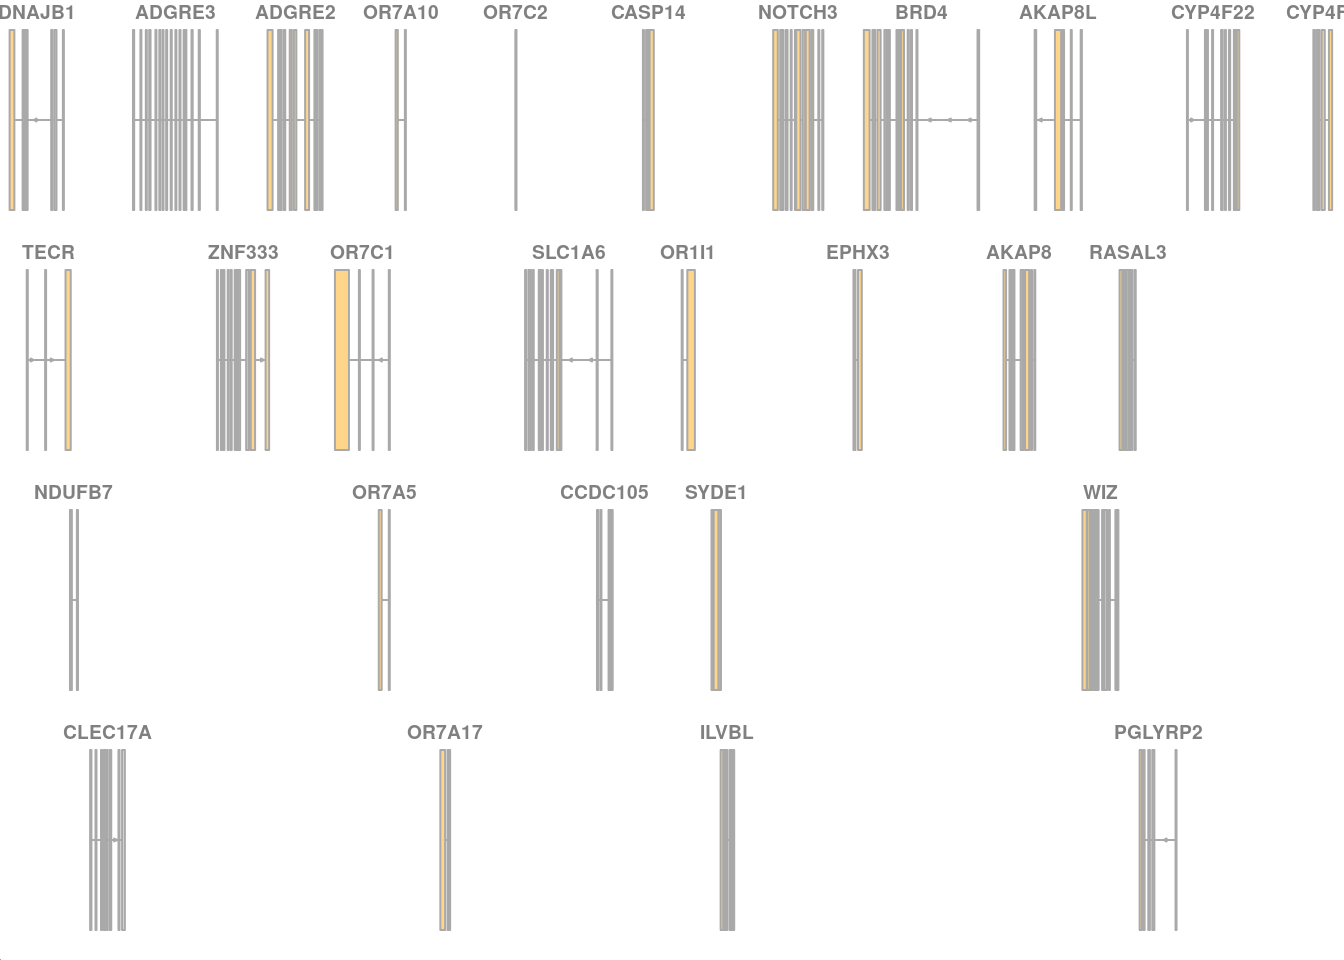 DNAJB1 ADGRE3 ADGRE2 OR7A10 OR7C2 CASP14 NOTCH3 BRD4 AKAP8L CYP4F22 CYP4F
TECR ZNF333 OR7C1 SLC1A6 OR1I1 EPHX3 AKAP8 RASAL3
NDUFB7 OR7A5 CCDC105 SYDE1 WIZ
CLEC17A OR7A17 ILVBL PGLYRP2